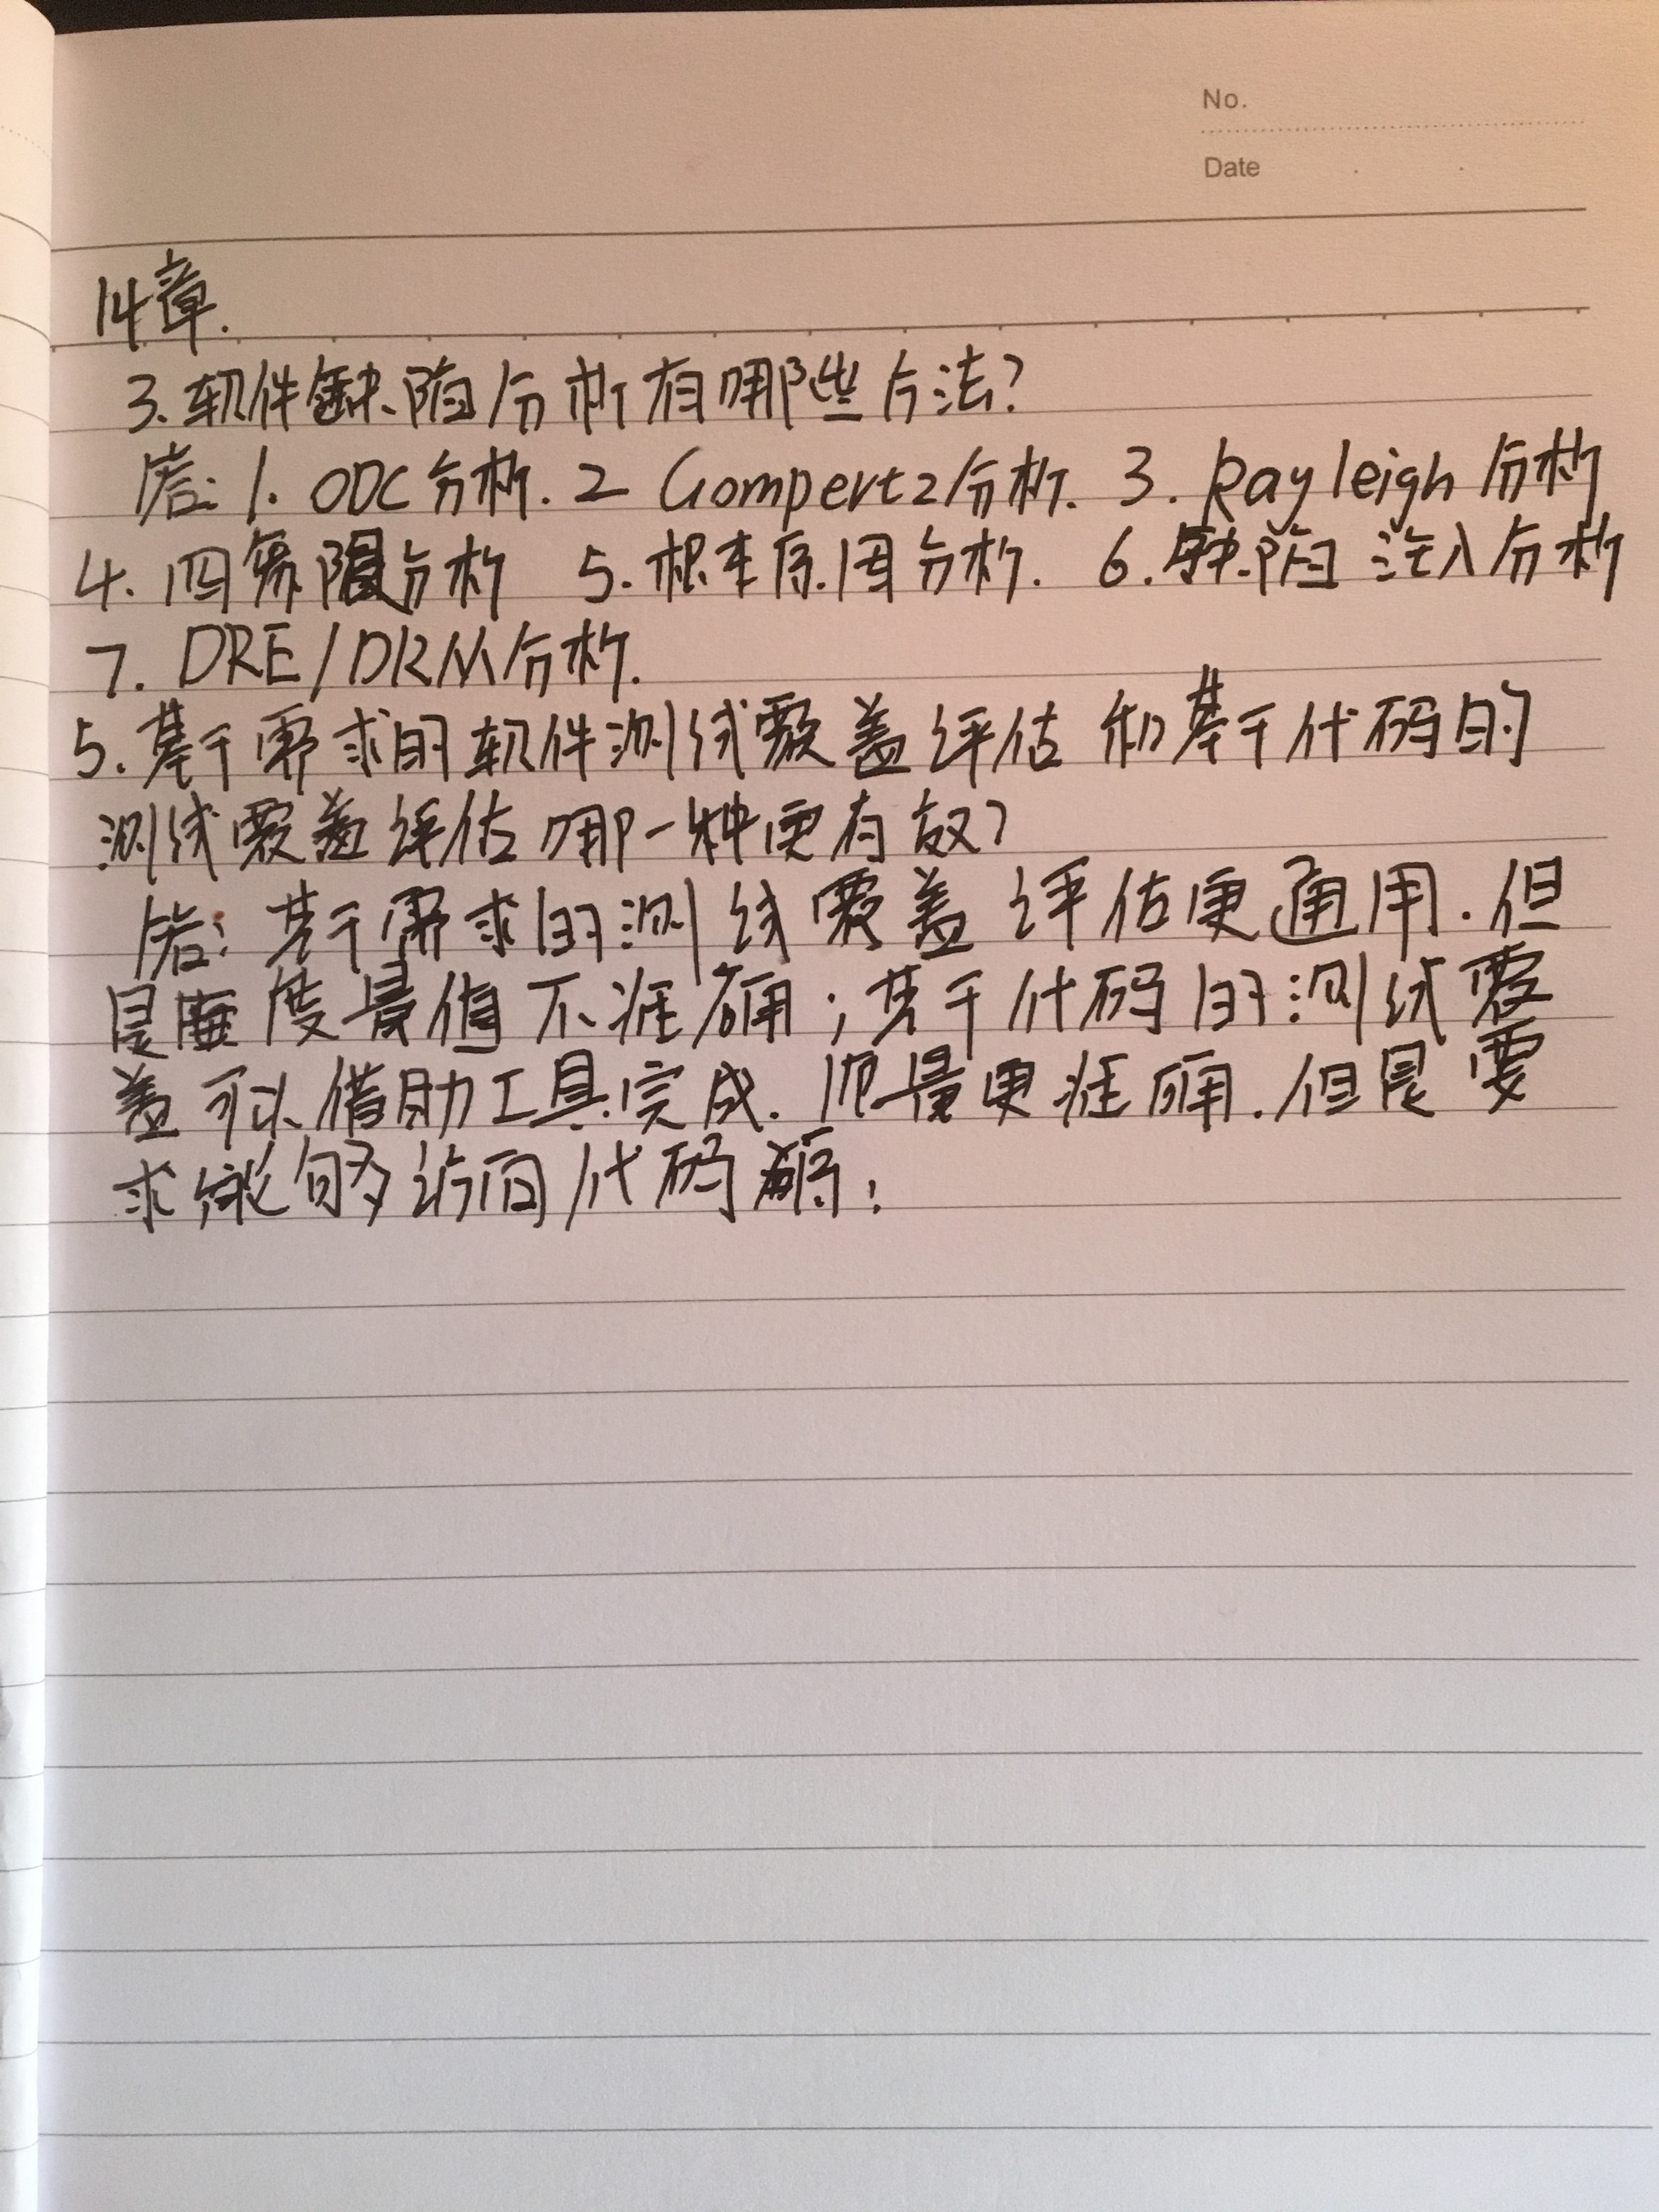 No.
Date
14章.
3.软件缺陷分析有哪些方法?
答:1.ODC分析.2 Gompertz分析.3.Rayleigh分析
4.四象限分析 5.根本原因分析.6.缺陷注入分析
7.DRE/DRM分析.
5.基于需求的软件测试覆盖评估和基于代码的
测试覆盖评估哪一种更有效?
答:基于需求的测试覆盖评估更通用.但
是度量值不准确;基于代码的测试覆
盖可以借助工具完成.度量更准确.但是要
求能够访问代码源;